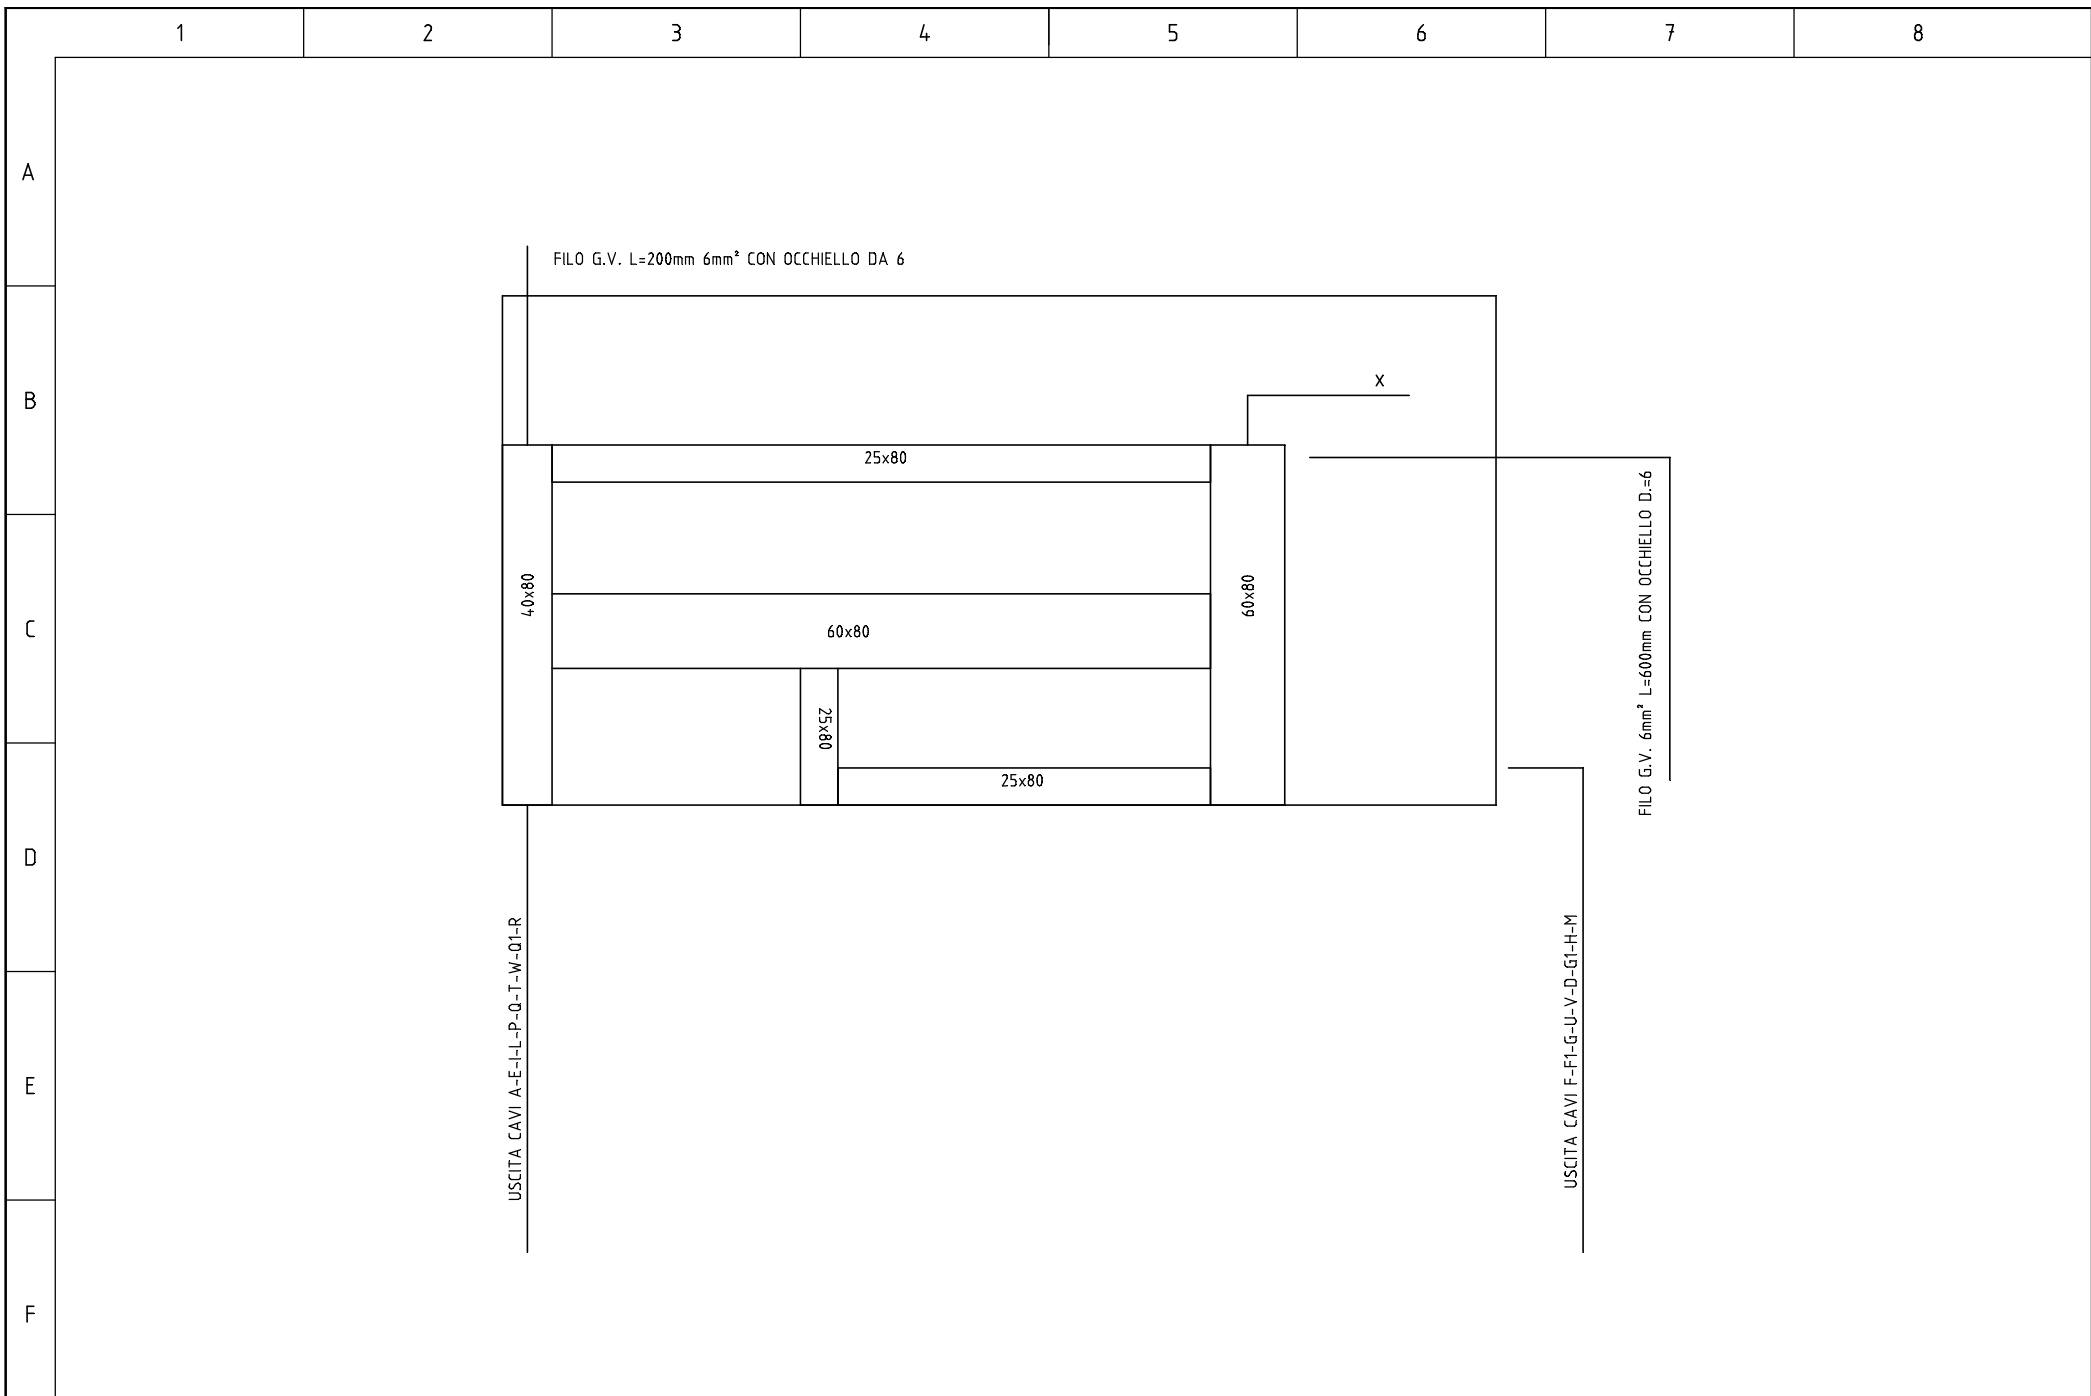 1 2 3 4 5 6 7 8
A
FILO G.V. L=200mm 6mm² CON OCCHIELLO DA 6
B
X
25x80
FILO G.V. 6mm² L=600mm CON OCCHIELLO D.=6
40x80
60x80
C
60x80
25x80
25x80
D
USCITA CAVI A-E-I-L-P-Q-T-W-Q1-R
USCITA CAVI F-F1-G-U-V-D-G1-H-M
E
F